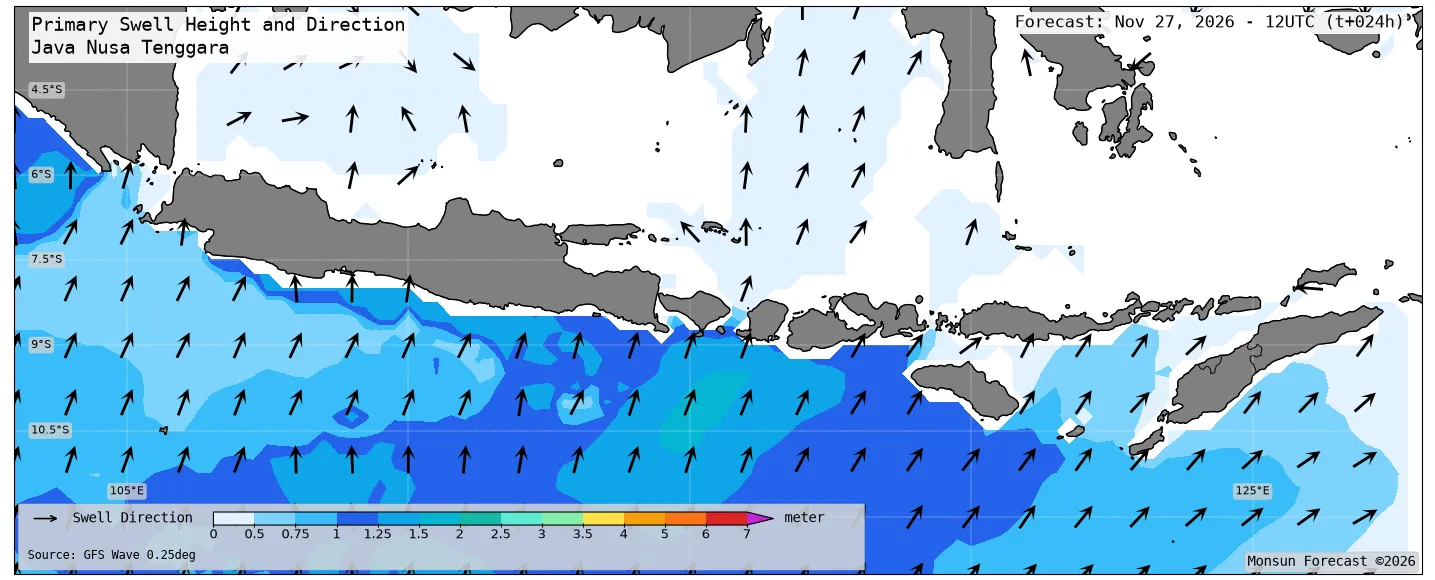 Primary Swell Height and Direction
Java Nusa Tenggara
Forecast: Nov 27, 2026 - 12UTC (t+024h)
4.5°S
6°S
7.5°S
9°S
10.5°S
105°E
125°E
Swell Direction
0 0.5 0.75 1 1.25 1.5 2 2.5 3 3.5 4 5 6 7
meter
Source: GFS Wave 0.25deg
Monsun Forecast ©2026